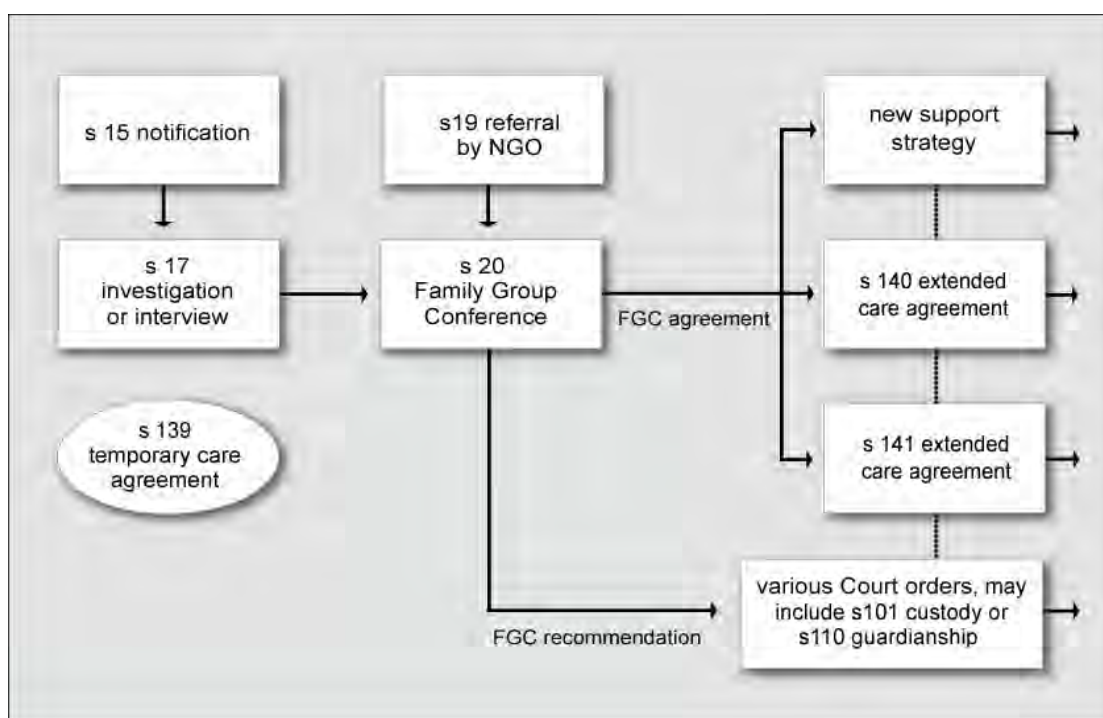 s 15 notification
s19 referral
by NGO
new support
strategy
s 17
investigation
or interview
s 20
Family Group
Conference
FGC agreement
s 140 extended
care agreement
s 139
temporary care
agreement
s 141 extended
care agreement
FGC recommendation
various Court orders, may
include s101 custody or
s110 guardianship